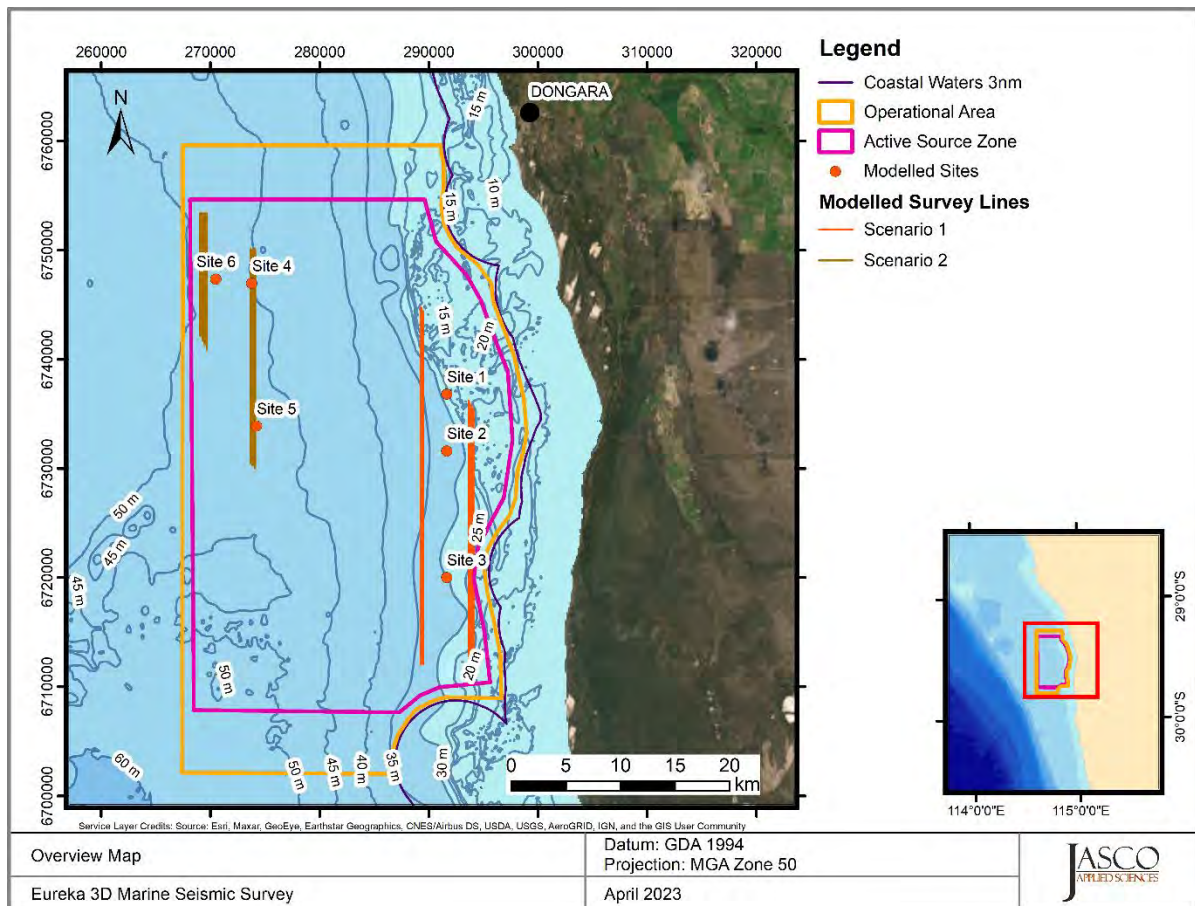 260000 270000 280000 290000 300000 310000 320000
6760000
6750000
6740000
6730000
6720000
6710000
6700000
N
DONGARA
15 m
10 m
15 m
Site 6
Site 4
15 m
20 m
Site 1
Site 5
Site 2
50 m
45 m
45 m
25 m
Site 3
50 m
20 m
60 m
50 m
45 m
40 m
35 m
30 m
0 5 10 15 20
km
Legend
Coastal Waters 3nm
Operational Area
Active Source Zone
Modelled Sites
Modelled Survey Lines
Scenario 1
Scenario 2
29°0'0"S
30°0'0"S
114°0'0"E 115°0'0"E
Service Layer Credits: Source: Esri, Maxar, GeoEye, Earthstar Geographics, CNES/Airbus DS, USDA, USGS, AeroGRID, IGN, and the GIS User Community
Overview Map
Datum: GDA 1994
Projection: MGA Zone 50
Eureka 3D Marine Seismic Survey
April 2023
JASCO
APPLIED SCIENCES